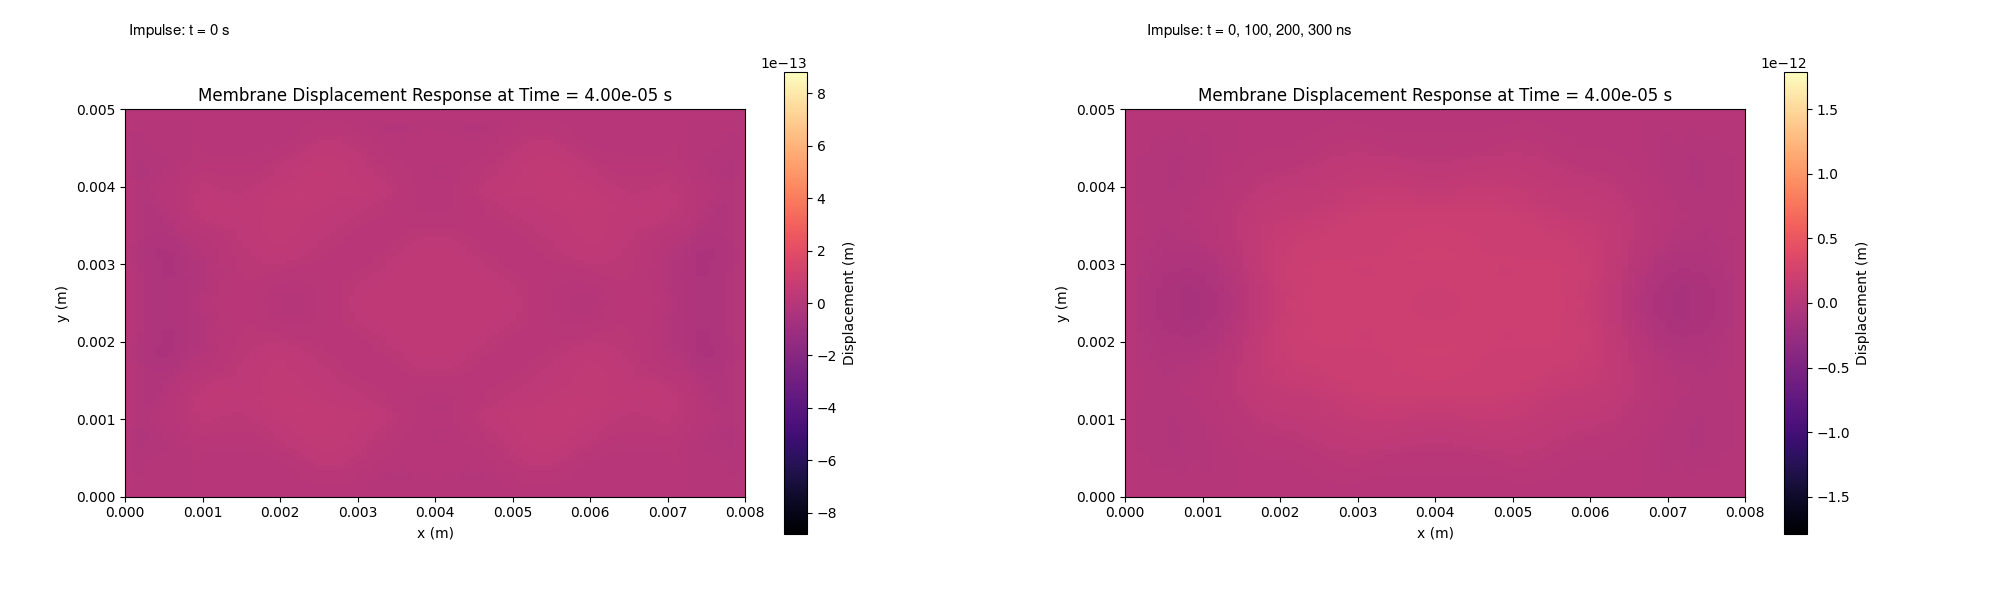 Impulse: t = 0 s
1e−13
Membrane Displacement Response at Time = 4.00e-05 s
0.005
0.004
0.003
0.002
0.001
0.000
y (m)
0.000 0.001 0.002 0.003 0.004 0.005 0.006 0.007 0.008
x (m)
8
6
4
2
0
−2
−4
−6
−8
Displacement (m)
Impulse: t = 0, 100, 200, 300 ns
1e−12
Membrane Displacement Response at Time = 4.00e-05 s
0.005
0.004
0.003
0.002
0.001
0.000
y (m)
0.000 0.001 0.002 0.003 0.004 0.005 0.006 0.007 0.008
x (m)
1.5
1.0
0.5
0.0
−0.5
−1.0
−1.5
Displacement (m)